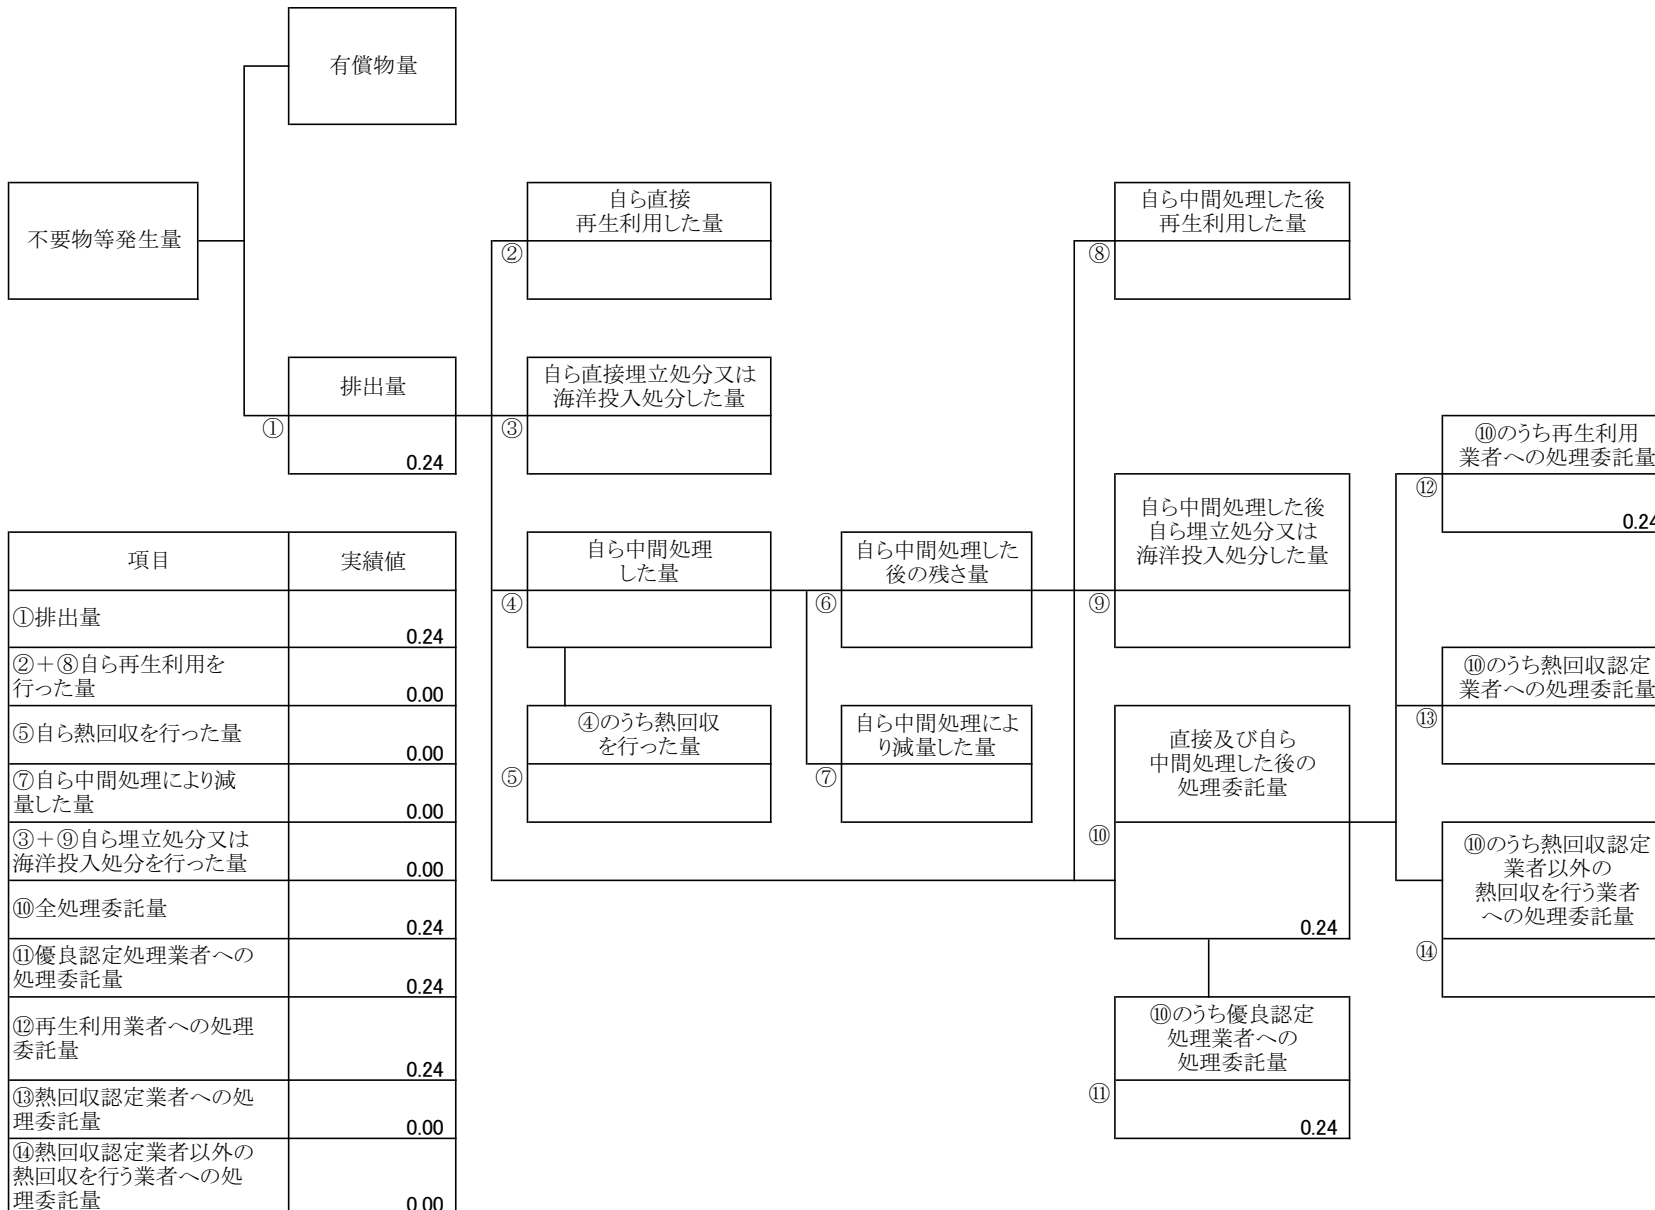 有償物量
不要物等発生量
排出量
①
0.24
自ら直接
再生利用した量
②
自ら直接埋立処分又は
海洋投入処分した量
③
自ら中間処理
した量
④
④のうち熱回収
を行った量
⑤
自ら中間処理した
後の残さ量
⑥
自ら中間処理によ
り減量した量
⑦
自ら中間処理した後
再生利用した量
⑧
自ら中間処理した後
自ら埋立処分又は
海洋投入処分した量
⑨
直接及び自ら
中間処理した後の
処理委託量
⑩
0.24
⑩のうち優良認定
処理業者への
処理委託量
⑪
0.24
⑩のうち再生利用
業者への処理委託量
⑫
0.24
⑩のうち熱回収認定
業者への処理委託量
⑬
⑩のうち熱回収認定
業者以外の
熱回収を行う業者
への処理委託量
⑭
項目 実績値
①排出量 0.24
②＋⑧自ら再生利用を
行った量 0.00
⑤自ら熱回収を行った量 0.00
⑦自ら中間処理により減
量した量 0.00
③＋⑨自ら埋立処分又は
海洋投入処分を行った量 0.00
⑩全処理委託量 0.24
⑪優良認定処理業者への
処理委託量 0.24
⑫再生利用業者への処理
委託量 0.24
⑬熱回収認定業者への処
理委託量 0.00
⑭熱回収認定業者以外の
熱回収を行う業者への処
理委託量 0.00